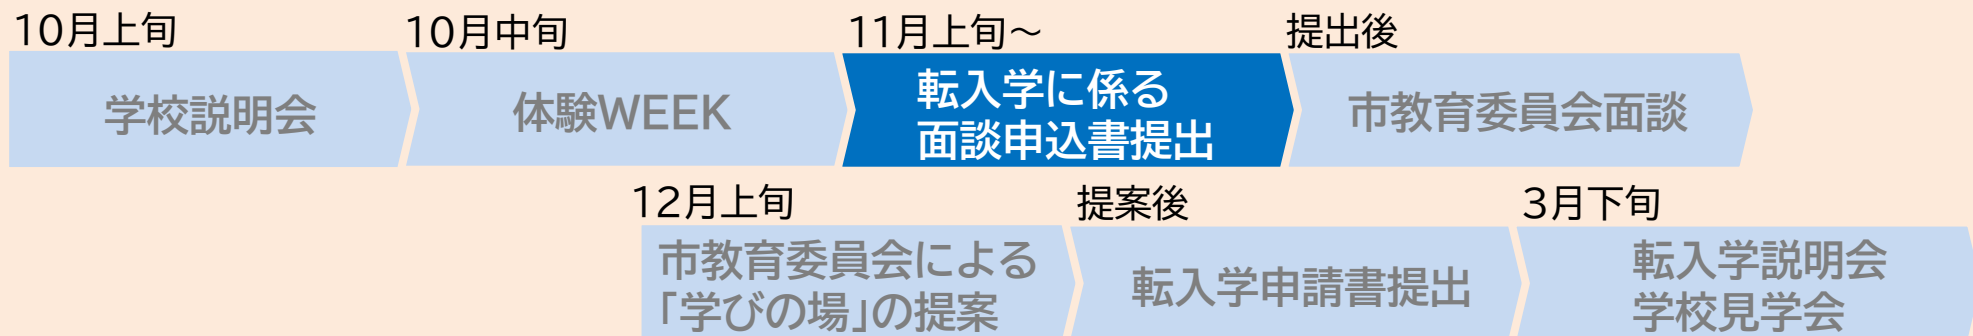 10月上旬
学校説明会
10月中旬
体験WEEK
11月上旬～
転入学に係る
面談申込書提出
提出後
市教育委員会面談
12月上旬
市教育委員会による
「学びの場」の提案
提案後
転入学申請書提出
3月下旬
転入学説明会
学校見学会